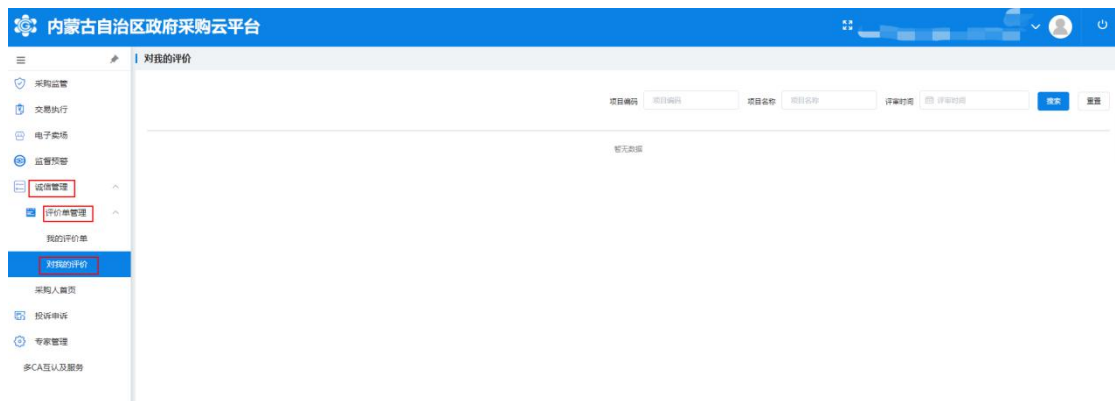 内蒙古自治区政府采购云平台
对我的评价
采购监管
交易执行
电子卖场
监督预警
诚信管理
评价单管理
我的评价单
对我的评价
采购人首页
投诉申诉
专家管理
多CA互认及服务
项目编码 项目编码 项目名称 项目名称 评审时间 评审时间 搜索 重置
暂无数据